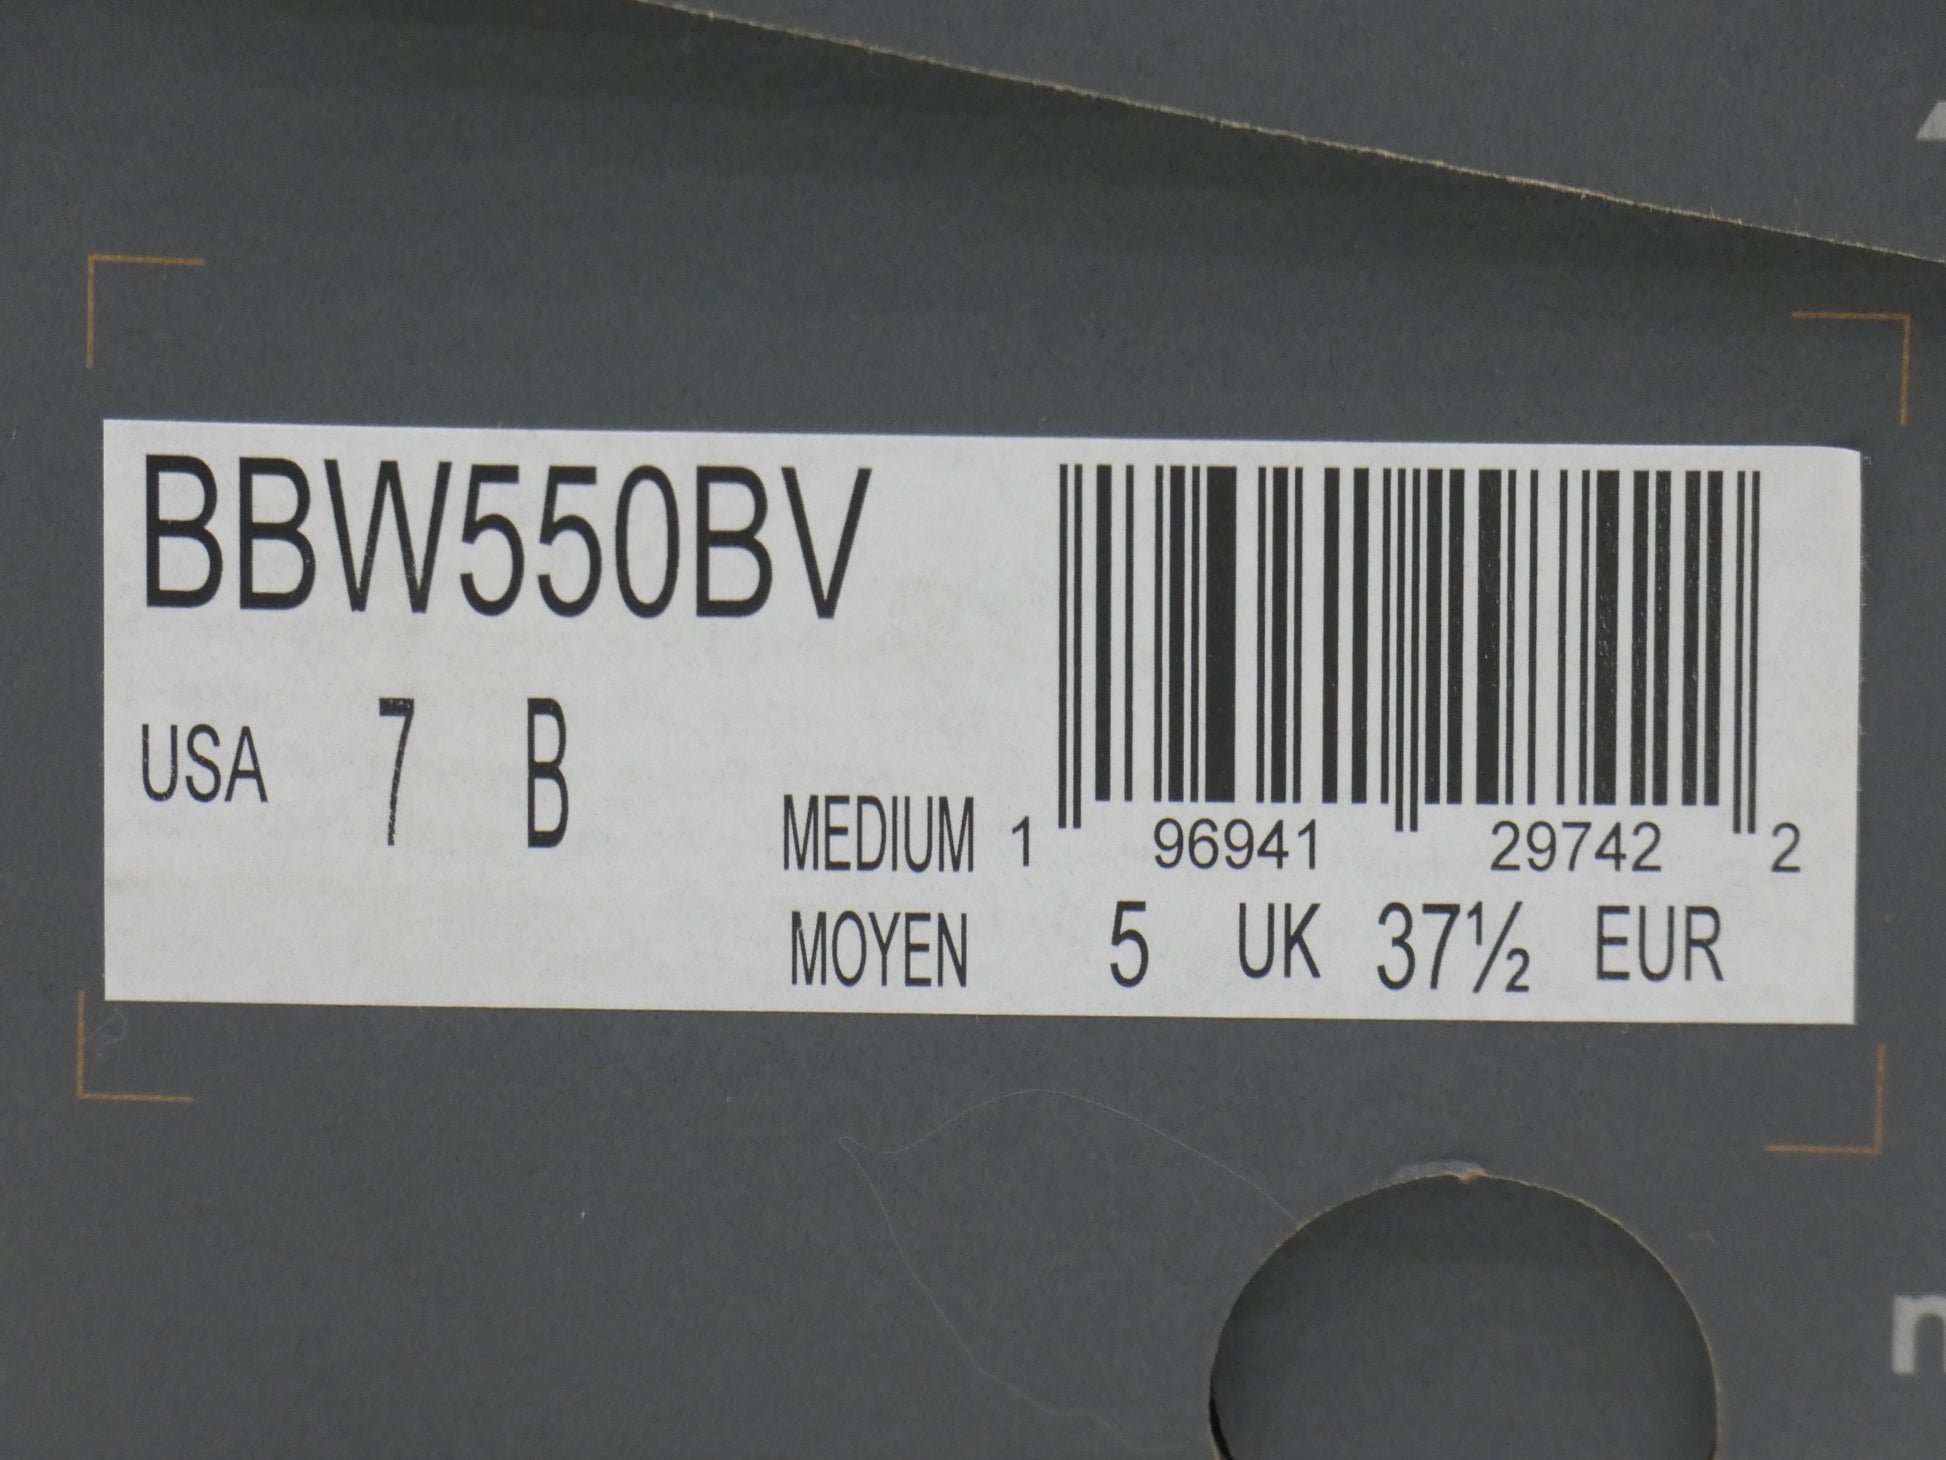 BBW550BV
USA 7 B
MEDIUM 1 96941 29742 2
MOYEN 5 UK 37½ EUR
n